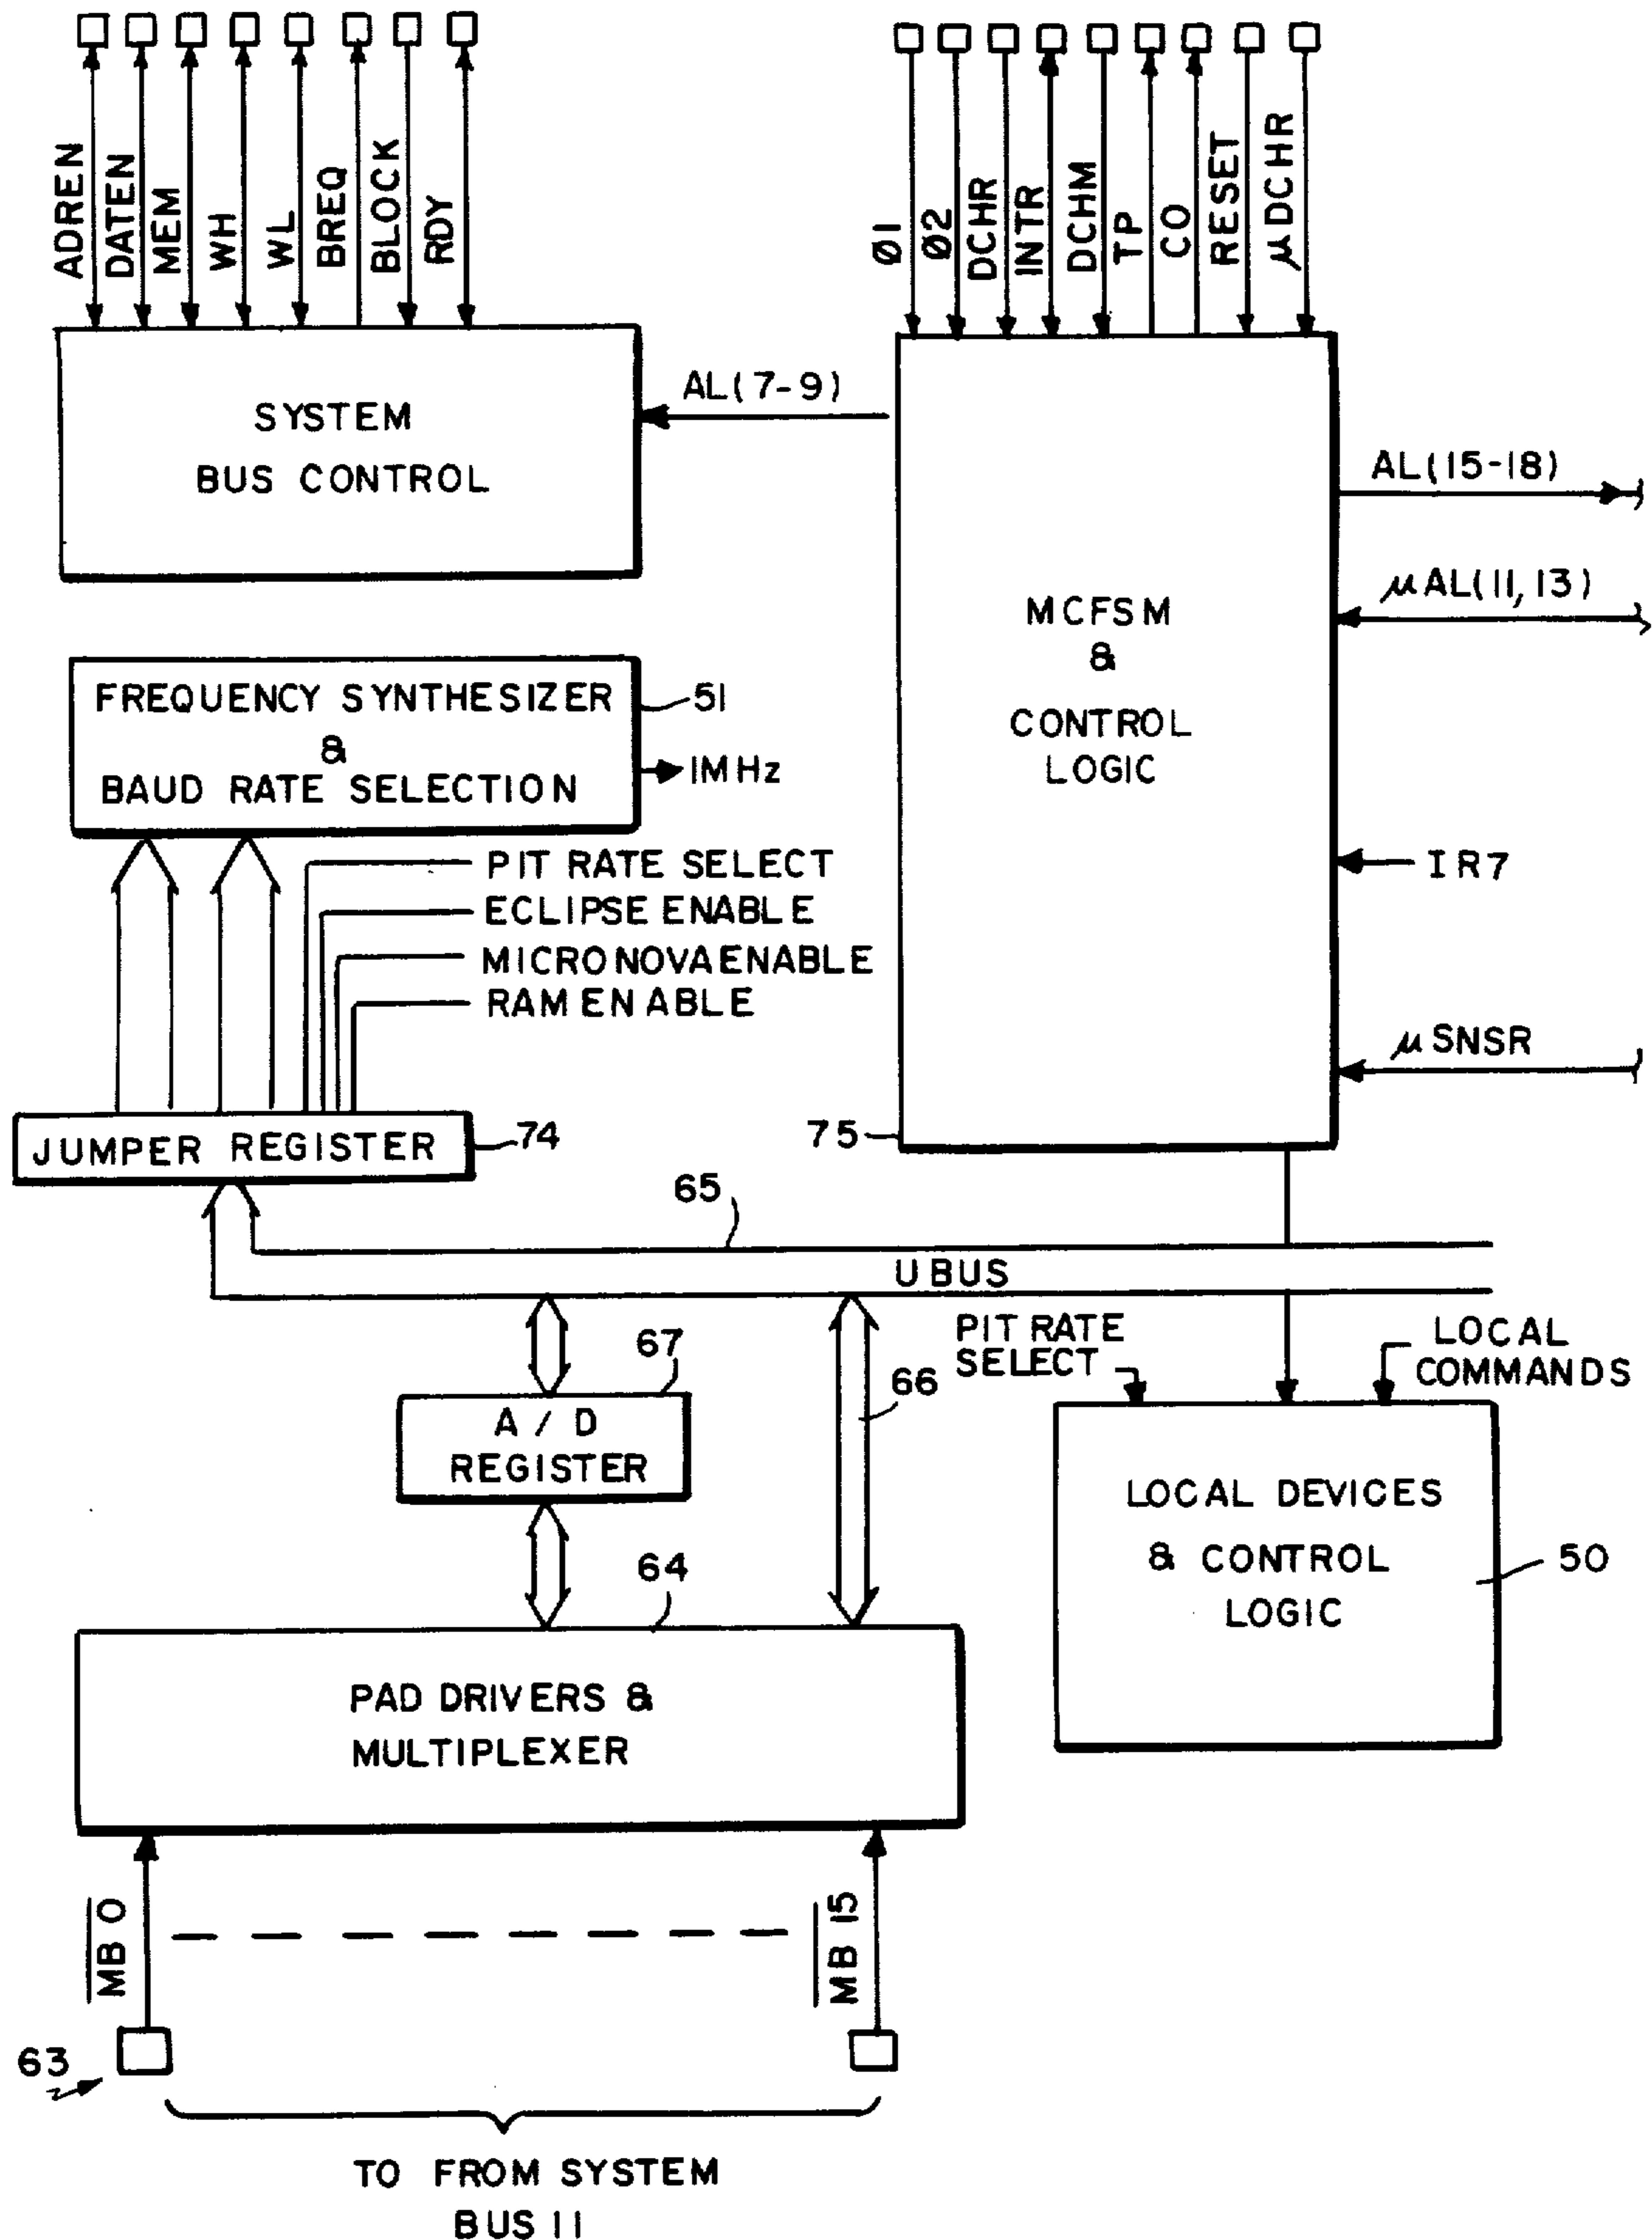 ADREN
DATEN
MEM
WH
WL
BREQ
BLOCK
RDY
Ø1
Ø2
DCHR
INTR
DCHM
TP
CO
RESET
μDCHR
SYSTEM
BUS CONTROL
AL(7-9)
MCFSM
&
CONTROL
LOGIC
AL(15-18)
μAL(11,13)
IR7
μSNSR
75
FREQUENCY SYNTHESIZER
&
BAUD RATE SELECTION
51
1MHz
PIT RATE SELECT
ECLIPSE ENABLE
MICRONOVA ENABLE
RAM ENABLE
JUMPER REGISTER
74
65
U BUS
67
A/D
REGISTER
66
PIT RATE
SELECT
LOCAL
COMMANDS
LOCAL DEVICES
& CONTROL
LOGIC
50
64
PAD DRIVERS &
MULTIPLEXER
MB 0
MB 15
63
TO FROM SYSTEM
BUS 11